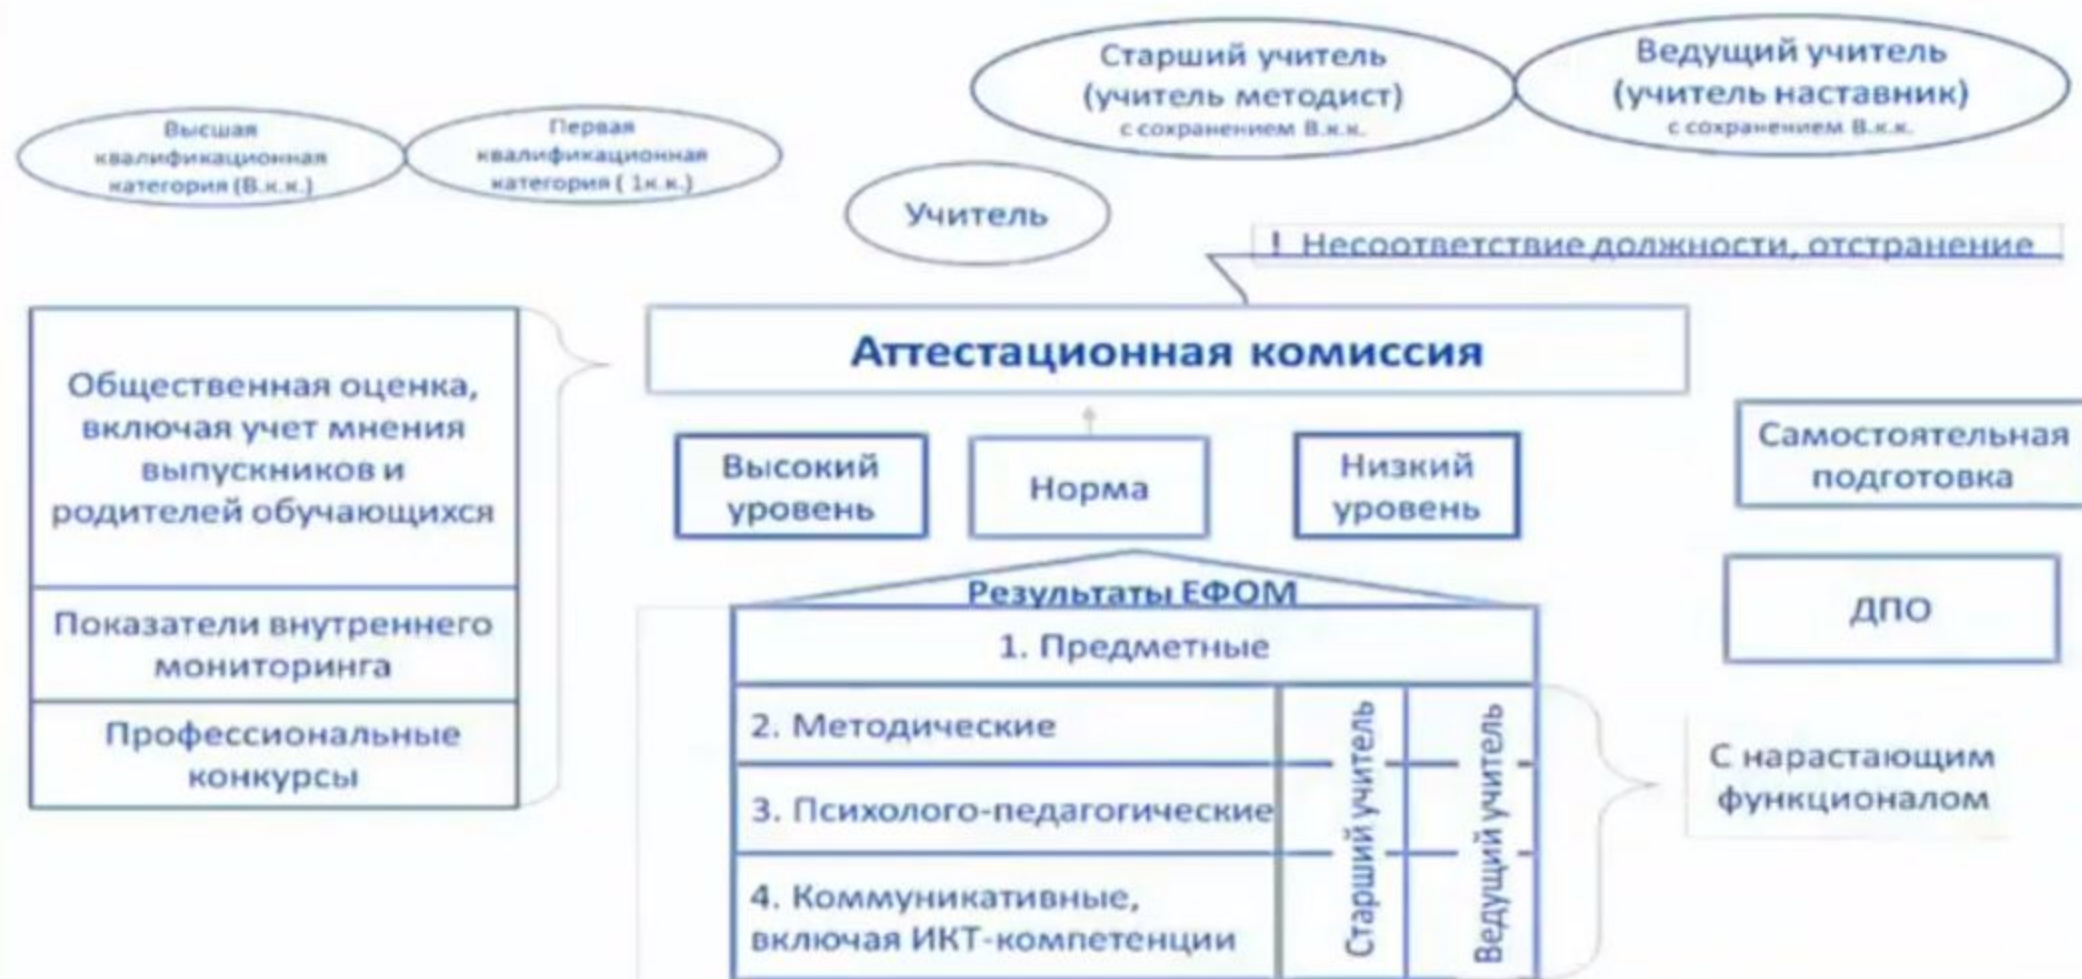 Старший учитель
(учитель методист)
с сохранением В.к.к.
Ведущий учитель
(учитель наставник)
с сохранением В.к.к.
Высшая
квалификационная
категория (В.к.к.)
Первая
квалификационная
категория ( 1к.к.)
Учитель
! Несоответствие должности, отстранение
Аттестационная комиссия
Общественная оценка,
включая учет мнения
выпускников и
родителей обучающихся
Показатели внутреннего
мониторинга
Профессиональные
конкурсы
Высокий
уровень
Норма
Низкий
уровень
Самостоятельная
подготовка
ДПО
Результаты ЕФОМ
1. Предметные
2. Методические
3. Психолого-педагогические
4. Коммуникативные,
включая ИКТ-компетенции
Старший учитель
Ведущий учитель
С нарастающим
функционалом